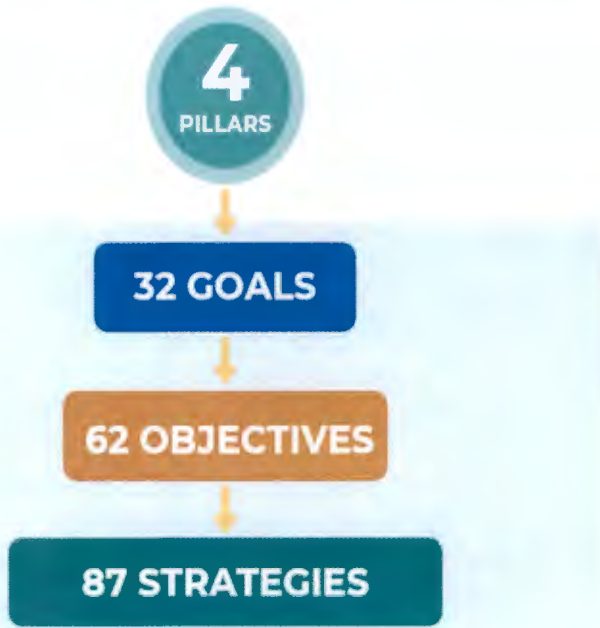 4
PILLARS
32 GOALS
62 OBJECTIVES
87 STRATEGIES